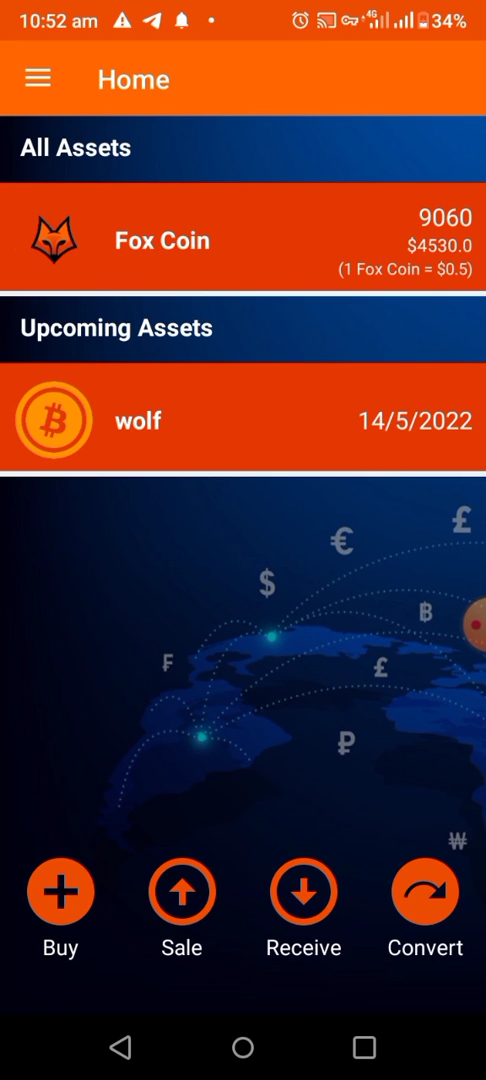 10:52 am 4G 34%
Home
All Assets
Fox Coin
9060
$4530.0
(1 Fox Coin = $0.5)
Upcoming Assets
wolf 14/5/2022
£
€
$
฿
₣
£
₽
₩
Buy Sale Receive Convert